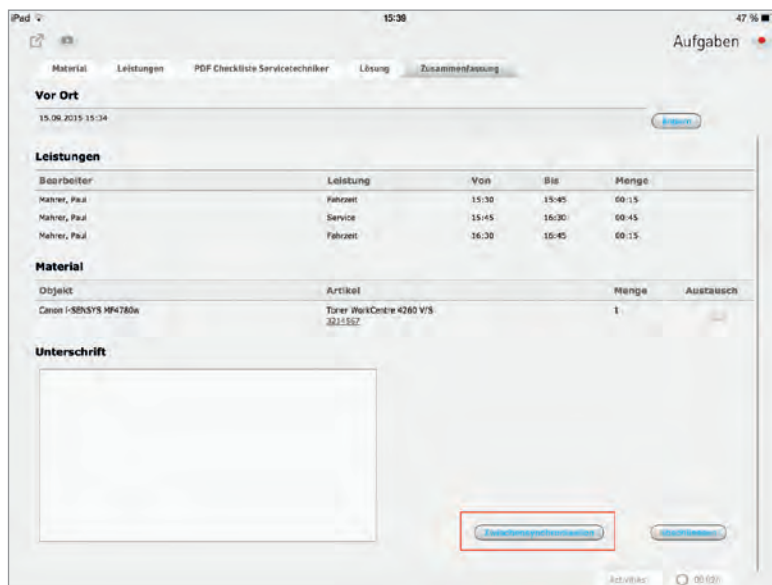 iPad 15:39 47 %
Aufgaben
Material Leistungen PDF Checkliste Servicetechniker Lösung Zusammenfassung
Vor Ort
15.09.2015 15:34 ändern
Leistungen
Bearbeiter Leistung Von Bis Menge
Mahrer, Paul Fahrzeit 15:30 15:45 00:15
Mahrer, Paul Service 15:45 16:30 00:45
Mahrer, Paul Fahrzeit 16:30 16:45 00:15
Material
Objekt Artikel Menge Austausch
Canon i-SENSYS MF4780w Toner WorkCentre 4260 V/S 1
3214567
Unterschrift
Zwischensynchronisation Abschliessen
Activities